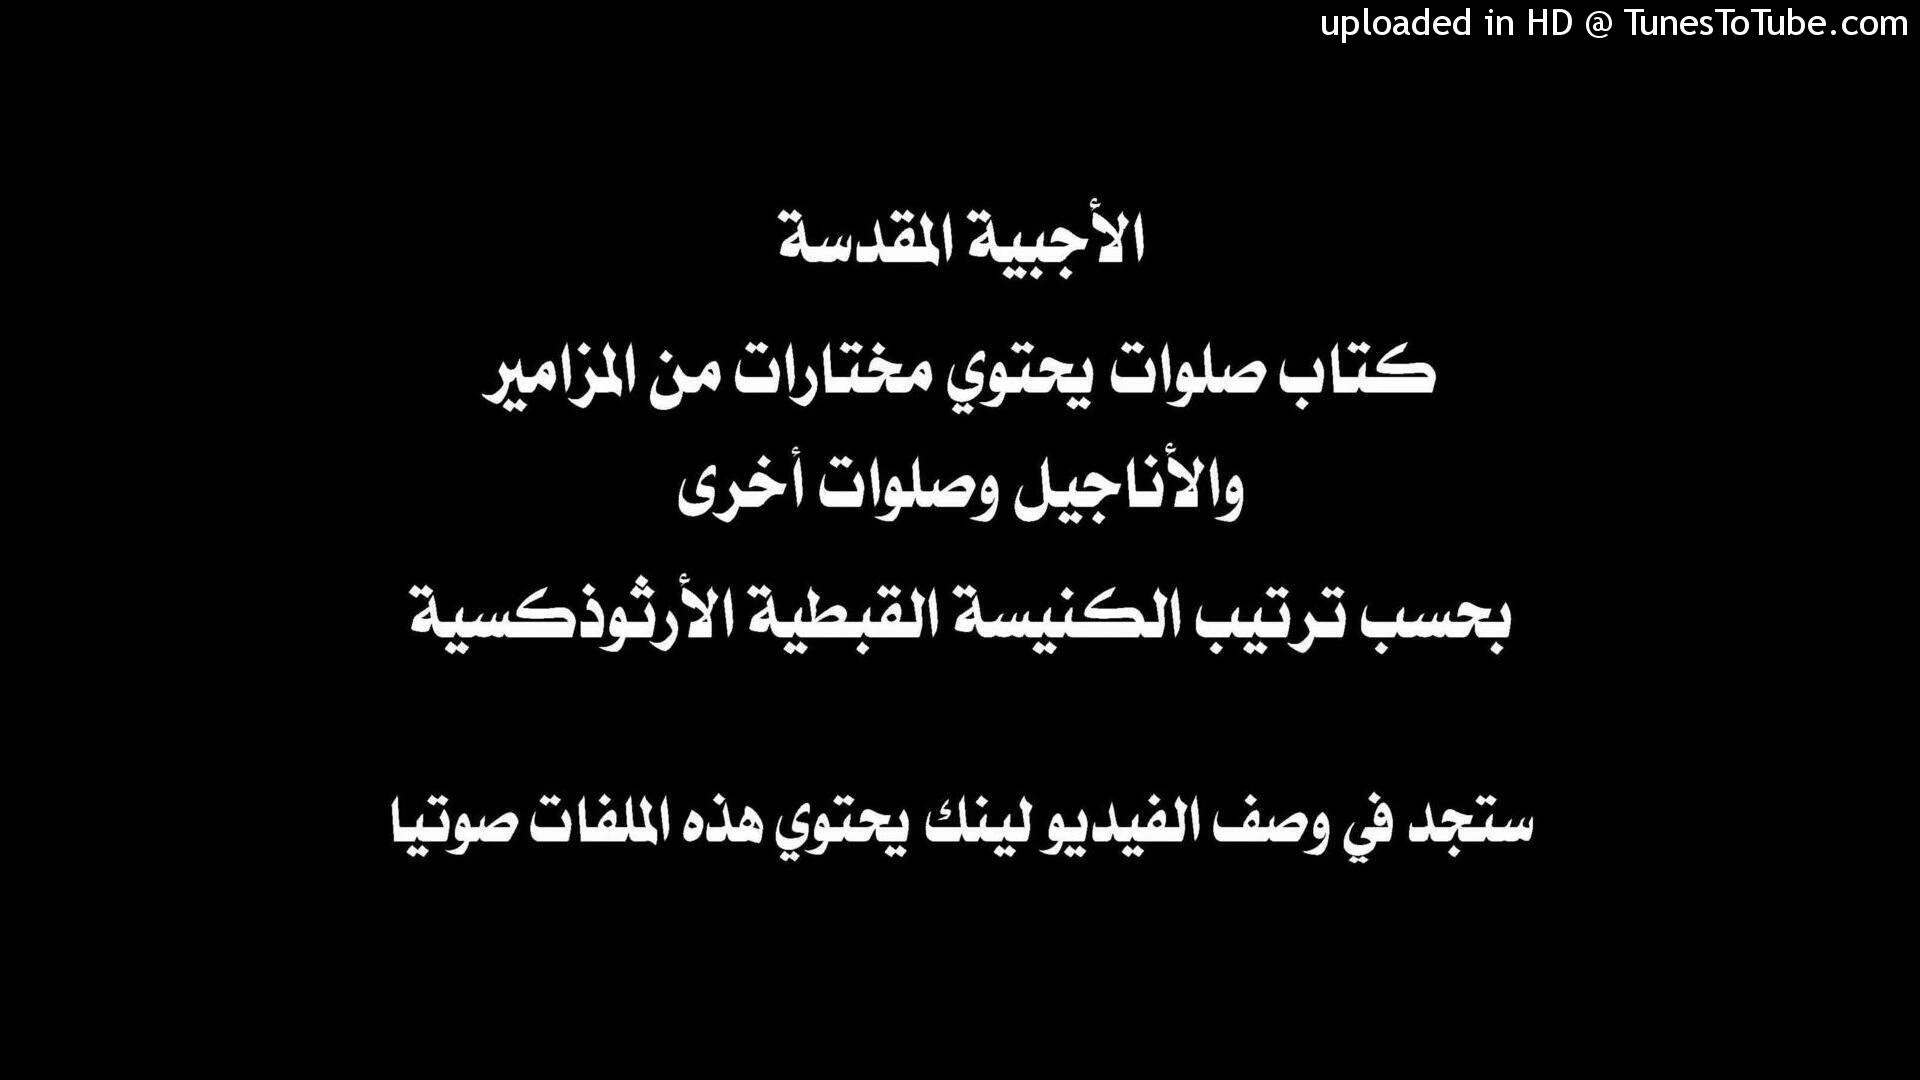 uploaded in HD @ TunesToTube.com
الأجبية المقدسة
كتاب صلوات يحتوي مختارات من المزامير
والأناجيل وصلوات أخرى
بحسب ترتيب الكنيسة القبطية الأرثوذكسية
ستجد في وصف الفيديو لينك يحتوي هذه الملفات صوتيا